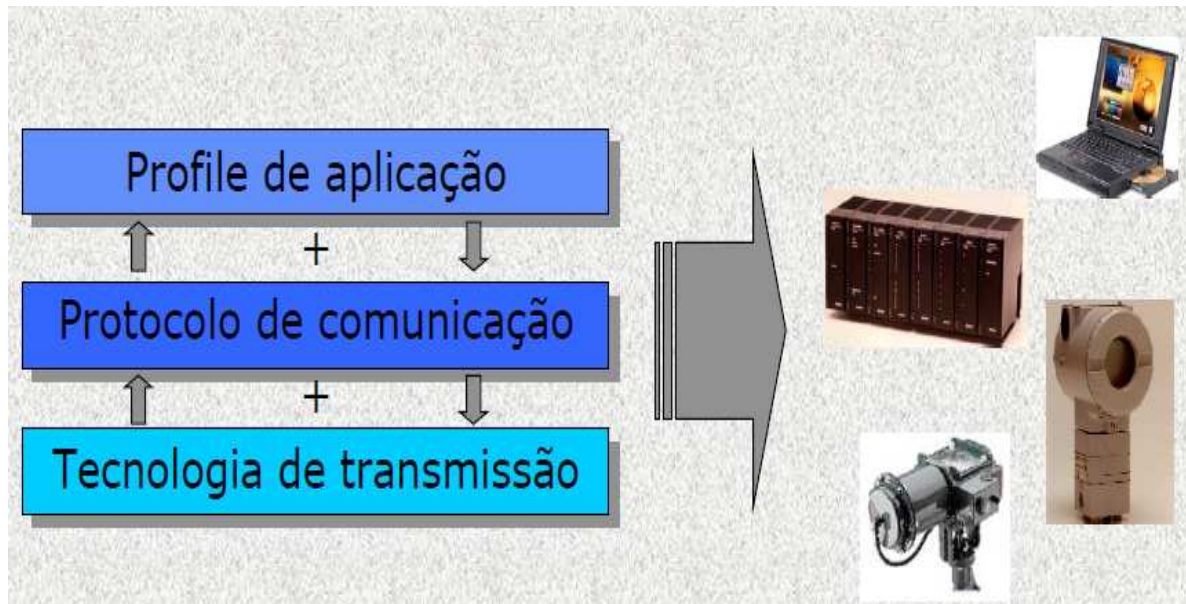 Profile de aplicação
+
Protocolo de comunicação
+
Tecnologia de transmissão